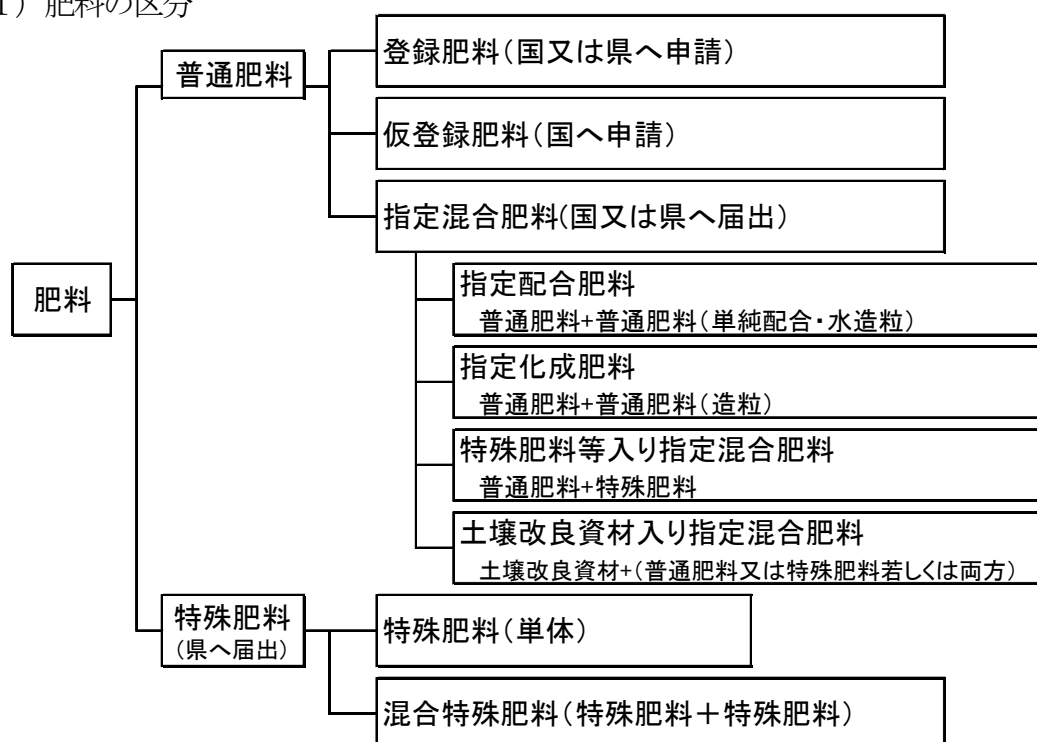 1）肥料の区分
登録肥料（国又は県へ申請）
普通肥料
仮登録肥料（国へ申請）
指定混合肥料(国又は県へ届出）
指定配合肥料
普通肥料+普通肥料（単純配合・水造粒）
肥料
指定化成肥料
普通肥料+普通肥料（造粒）
特殊肥料等入り指定混合肥料
普通肥料+特殊肥料
土壌改良資材入り指定混合肥料
土壌改良資材+（普通肥料又は特殊肥料若しくは両方）
特殊肥料
（県へ届出）
特殊肥料（単体）
混合特殊肥料（特殊肥料＋特殊肥料）